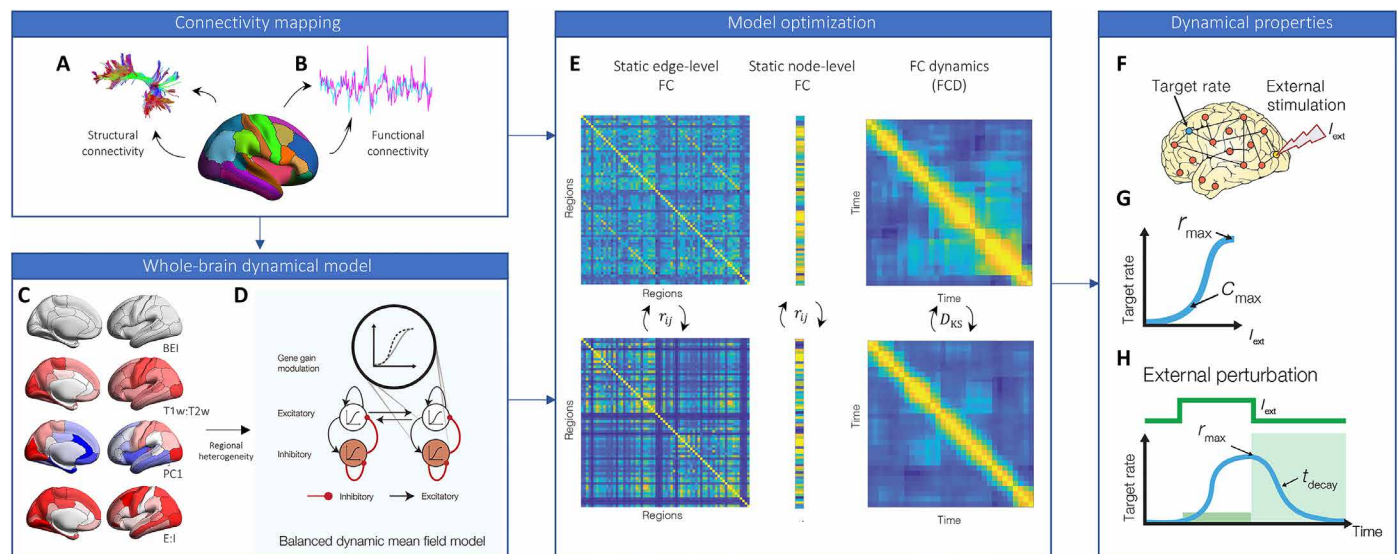 Connectivity mapping
A
B
Structural
connectivity
Functional
connectivity
Whole-brain dynamical model
C
BEI
T1w:T2w
PC1
E:I
Regional
heterogeneity
D
Gene gain
modulation
Excitatory
Inhibitory
Inhibitory
Excitatory
Balanced dynamic mean field model
Model optimization
E
Static edge-level
FC
Static node-level
FC
FC dynamics
(FCD)
Regions
Regions
Time
Time
r_ij
r_ij
D_KS
Regions
Regions
Time
Time
Dynamical properties
F
Target rate
External
stimulation
I_ext
G
r_max
C_max
Target rate
I_ext
H
External perturbation
I_ext
r_max
t_decay
Target rate
Time